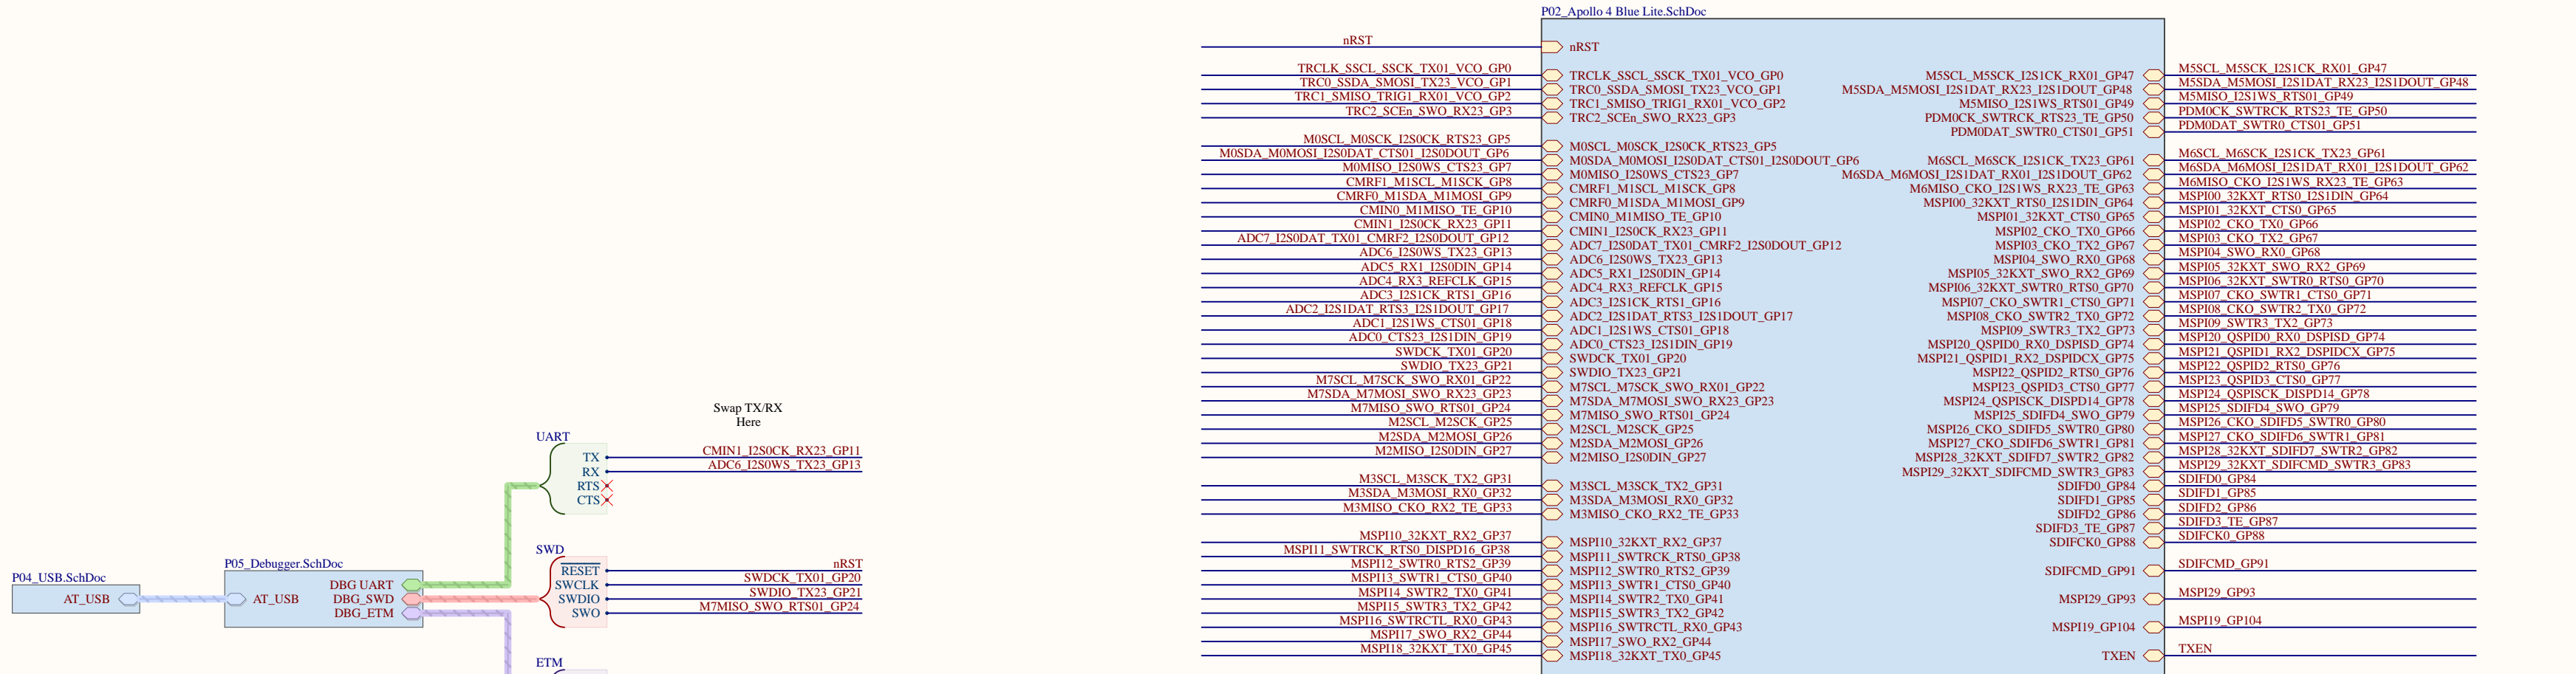 P02_Apollo 4 Blue Lite.SchDoc
nRST
nRST
TRCLK_SSCL_SSCK_TX01_VCO_GP0
TRC0_SSDA_SMOSI_TX23_VCO_GP1
TRC1_SMISO_TRIG1_RX01_VCO_GP2
TRC2_SCEn_SWO_RX23_GP3
M0SCL_M0SCK_I2S0CK_RTS23_GP5
M0SDA_M0MOSI_I2S0DAT_CTS01_I2S0DOUT_GP6
M0MISO_I2S0WS_CTS23_GP7
CMRF1_M1SCL_M1SCK_GP8
CMRF0_M1SDA_M1MOSI_GP9
CMIN0_M1MISO_TE_GP10
CMIN1_I2S0CK_RX23_GP11
ADC7_I2S0DAT_TX01_CMRF2_I2S0DOUT_GP12
ADC6_I2S0WS_TX23_GP13
ADC5_RX1_I2S0DIN_GP14
ADC4_RX3_REFCLK_GP15
ADC3_I2S1CK_RTS1_GP16
ADC2_I2S1DAT_RTS3_I2S1DOUT_GP17
ADC1_I2S1WS_CTS01_GP18
ADC0_CTS23_I2S1DIN_GP19
SWDCK_TX01_GP20
SWDIO_TX23_GP21
M7SCL_M7SCK_SWO_RX01_GP22
M7SDA_M7MOSI_SWO_RX23_GP23
M7MISO_SWO_RTS01_GP24
M2SCL_M2SCK_GP25
M2SDA_M2MOSI_GP26
M2MISO_I2S0DIN_GP27
M3SCL_M3SCK_TX2_GP31
M3SDA_M3MOSI_RX0_GP32
M3MISO_CKO_RX2_TE_GP33
MSPI10_32KXT_RX2_GP37
MSPI11_SWTRCK_RTS0_DISPD16_GP38
MSPI12_SWTR0_RTS2_GP39
MSPI13_SWTR1_CTS0_GP40
MSPI14_SWTR2_TX0_GP41
MSPI15_SWTR3_TX2_GP42
MSPI16_SWTRCTL_RX0_GP43
MSPI17_SWO_RX2_GP44
MSPI18_32KXT_TX0_GP45
TRCLK_SSCL_SSCK_TX01_VCO_GP0
TRC0_SSDA_SMOSI_TX23_VCO_GP1
TRC1_SMISO_TRIG1_RX01_VCO_GP2
TRC2_SCEn_SWO_RX23_GP3
M0SCL_M0SCK_I2S0CK_RTS23_GP5
M0SDA_M0MOSI_I2S0DAT_CTS01_I2S0DOUT_GP6
M0MISO_I2S0WS_CTS23_GP7
CMRF1_M1SCL_M1SCK_GP8
CMRF0_M1SDA_M1MOSI_GP9
CMIN0_M1MISO_TE_GP10
CMIN1_I2S0CK_RX23_GP11
ADC7_I2S0DAT_TX01_CMRF2_I2S0DOUT_GP12
ADC6_I2S0WS_TX23_GP13
ADC5_RX1_I2S0DIN_GP14
ADC4_RX3_REFCLK_GP15
ADC3_I2S1CK_RTS1_GP16
ADC2_I2S1DAT_RTS3_I2S1DOUT_GP17
ADC1_I2S1WS_CTS01_GP18
ADC0_CTS23_I2S1DIN_GP19
SWDCK_TX01_GP20
SWDIO_TX23_GP21
M7SCL_M7SCK_SWO_RX01_GP22
M7SDA_M7MOSI_SWO_RX23_GP23
M7MISO_SWO_RTS01_GP24
M2SCL_M2SCK_GP25
M2SDA_M2MOSI_GP26
M2MISO_I2S0DIN_GP27
M3SCL_M3SCK_TX2_GP31
M3SDA_M3MOSI_RX0_GP32
M3MISO_CKO_RX2_TE_GP33
MSPI10_32KXT_RX2_GP37
MSPI11_SWTRCK_RTS0_GP38
MSPI12_SWTR0_RTS2_GP39
MSPI13_SWTR1_CTS0_GP40
MSPI14_SWTR2_TX0_GP41
MSPI15_SWTR3_TX2_GP42
MSPI16_SWTRCTL_RX0_GP43
MSPI17_SWO_RX2_GP44
MSPI18_32KXT_TX0_GP45
M5SCL_M5SCK_I2S1CK_RX01_GP47
M5SDA_M5MOSI_I2S1DAT_RX23_I2S1DOUT_GP48
M5MISO_I2S1WS_RTS01_GP49
PDM0CK_SWTRCK_RTS23_TE_GP50
PDM0DAT_SWTR0_CTS01_GP51
M6SCL_M6SCK_I2S1CK_TX23_GP61
M6SDA_M6MOSI_I2S1DAT_RX01_I2S1DOUT_GP62
M6MISO_CKO_I2S1WS_RX23_TE_GP63
MSPI00_32KXT_RTS0_I2S1DIN_GP64
MSPI01_32KXT_CTS0_GP65
MSPI02_CKO_TX0_GP66
MSPI03_CKO_TX2_GP67
MSPI04_SWO_RX0_GP68
MSPI05_32KXT_SWO_RX2_GP69
MSPI06_32KXT_SWTR0_RTS0_GP70
MSPI07_CKO_SWTR1_CTS0_GP71
MSPI08_CKO_SWTR2_TX0_GP72
MSPI09_SWTR3_TX2_GP73
MSPI20_QSPID0_RX0_DSPISD_GP74
MSPI21_QSPID1_RX2_DSPIDCX_GP75
MSPI22_QSPID2_RTS0_GP76
MSPI23_QSPID3_CTS0_GP77
MSPI24_QSPISCK_DISPD14_GP78
MSPI25_SDIFD4_SWO_GP79
MSPI26_CKO_SDIFD5_SWTR0_GP80
MSPI27_CKO_SDIFD6_SWTR1_GP81
MSPI28_32KXT_SDIFD7_SWTR2_GP82
MSPI29_32KXT_SDIFCMD_SWTR3_GP83
SDIFD0_GP84
SDIFD1_GP85
SDIFD2_GP86
SDIFD3_TE_GP87
SDIFCK0_GP88
SDIFCMD_GP91
MSPI29_GP93
MSPI19_GP104
TXEN
M5SCL_M5SCK_I2S1CK_RX01_GP47
M5SDA_M5MOSI_I2S1DAT_RX23_I2S1DOUT_GP48
M5MISO_I2S1WS_RTS01_GP49
PDM0CK_SWTRCK_RTS23_TE_GP50
PDM0DAT_SWTR0_CTS01_GP51
M6SCL_M6SCK_I2S1CK_TX23_GP61
M6SDA_M6MOSI_I2S1DAT_RX01_I2S1DOUT_GP62
M6MISO_CKO_I2S1WS_RX23_TE_GP63
MSPI00_32KXT_RTS0_I2S1DIN_GP64
MSPI01_32KXT_CTS0_GP65
MSPI02_CKO_TX0_GP66
MSPI03_CKO_TX2_GP67
MSPI04_SWO_RX0_GP68
MSPI05_32KXT_SWO_RX2_GP69
MSPI06_32KXT_SWTR0_RTS0_GP70
MSPI07_CKO_SWTR1_CTS0_GP71
MSPI08_CKO_SWTR2_TX0_GP72
MSPI09_SWTR3_TX2_GP73
MSPI20_QSPID0_RX0_DSPISD_GP74
MSPI21_QSPID1_RX2_DSPIDCX_GP75
MSPI22_QSPID2_RTS0_GP76
MSPI23_QSPID3_CTS0_GP77
MSPI24_QSPISCK_DISPD14_GP78
MSPI25_SDIFD4_SWO_GP79
MSPI26_CKO_SDIFD5_SWTR0_GP80
MSPI27_CKO_SDIFD6_SWTR1_GP81
MSPI28_32KXT_SDIFD7_SWTR2_GP82
MSPI29_32KXT_SDIFCMD_SWTR3_GP83
SDIFD0_GP84
SDIFD1_GP85
SDIFD2_GP86
SDIFD3_TE_GP87
SDIFCK0_GP88
SDIFCMD_GP91
MSPI29_GP93
MSPI19_GP104
TXEN
Swap TX/RX
Here
UART
TX CMIN1_I2S0CK_RX23_GP11
RX ADC6_I2S0WS_TX23_GP13
RTS
CTS
SWD
RESET nRST
SWCLK SWDCK_TX01_GP20
SWDIO SWDIO_TX23_GP21
SWO M7MISO_SWO_RTS01_GP24
P04_USB.SchDoc
AT_USB
P05_Debugger.SchDoc
AT_USB
DBG UART
DBG_SWD
DBG_ETM
ETM